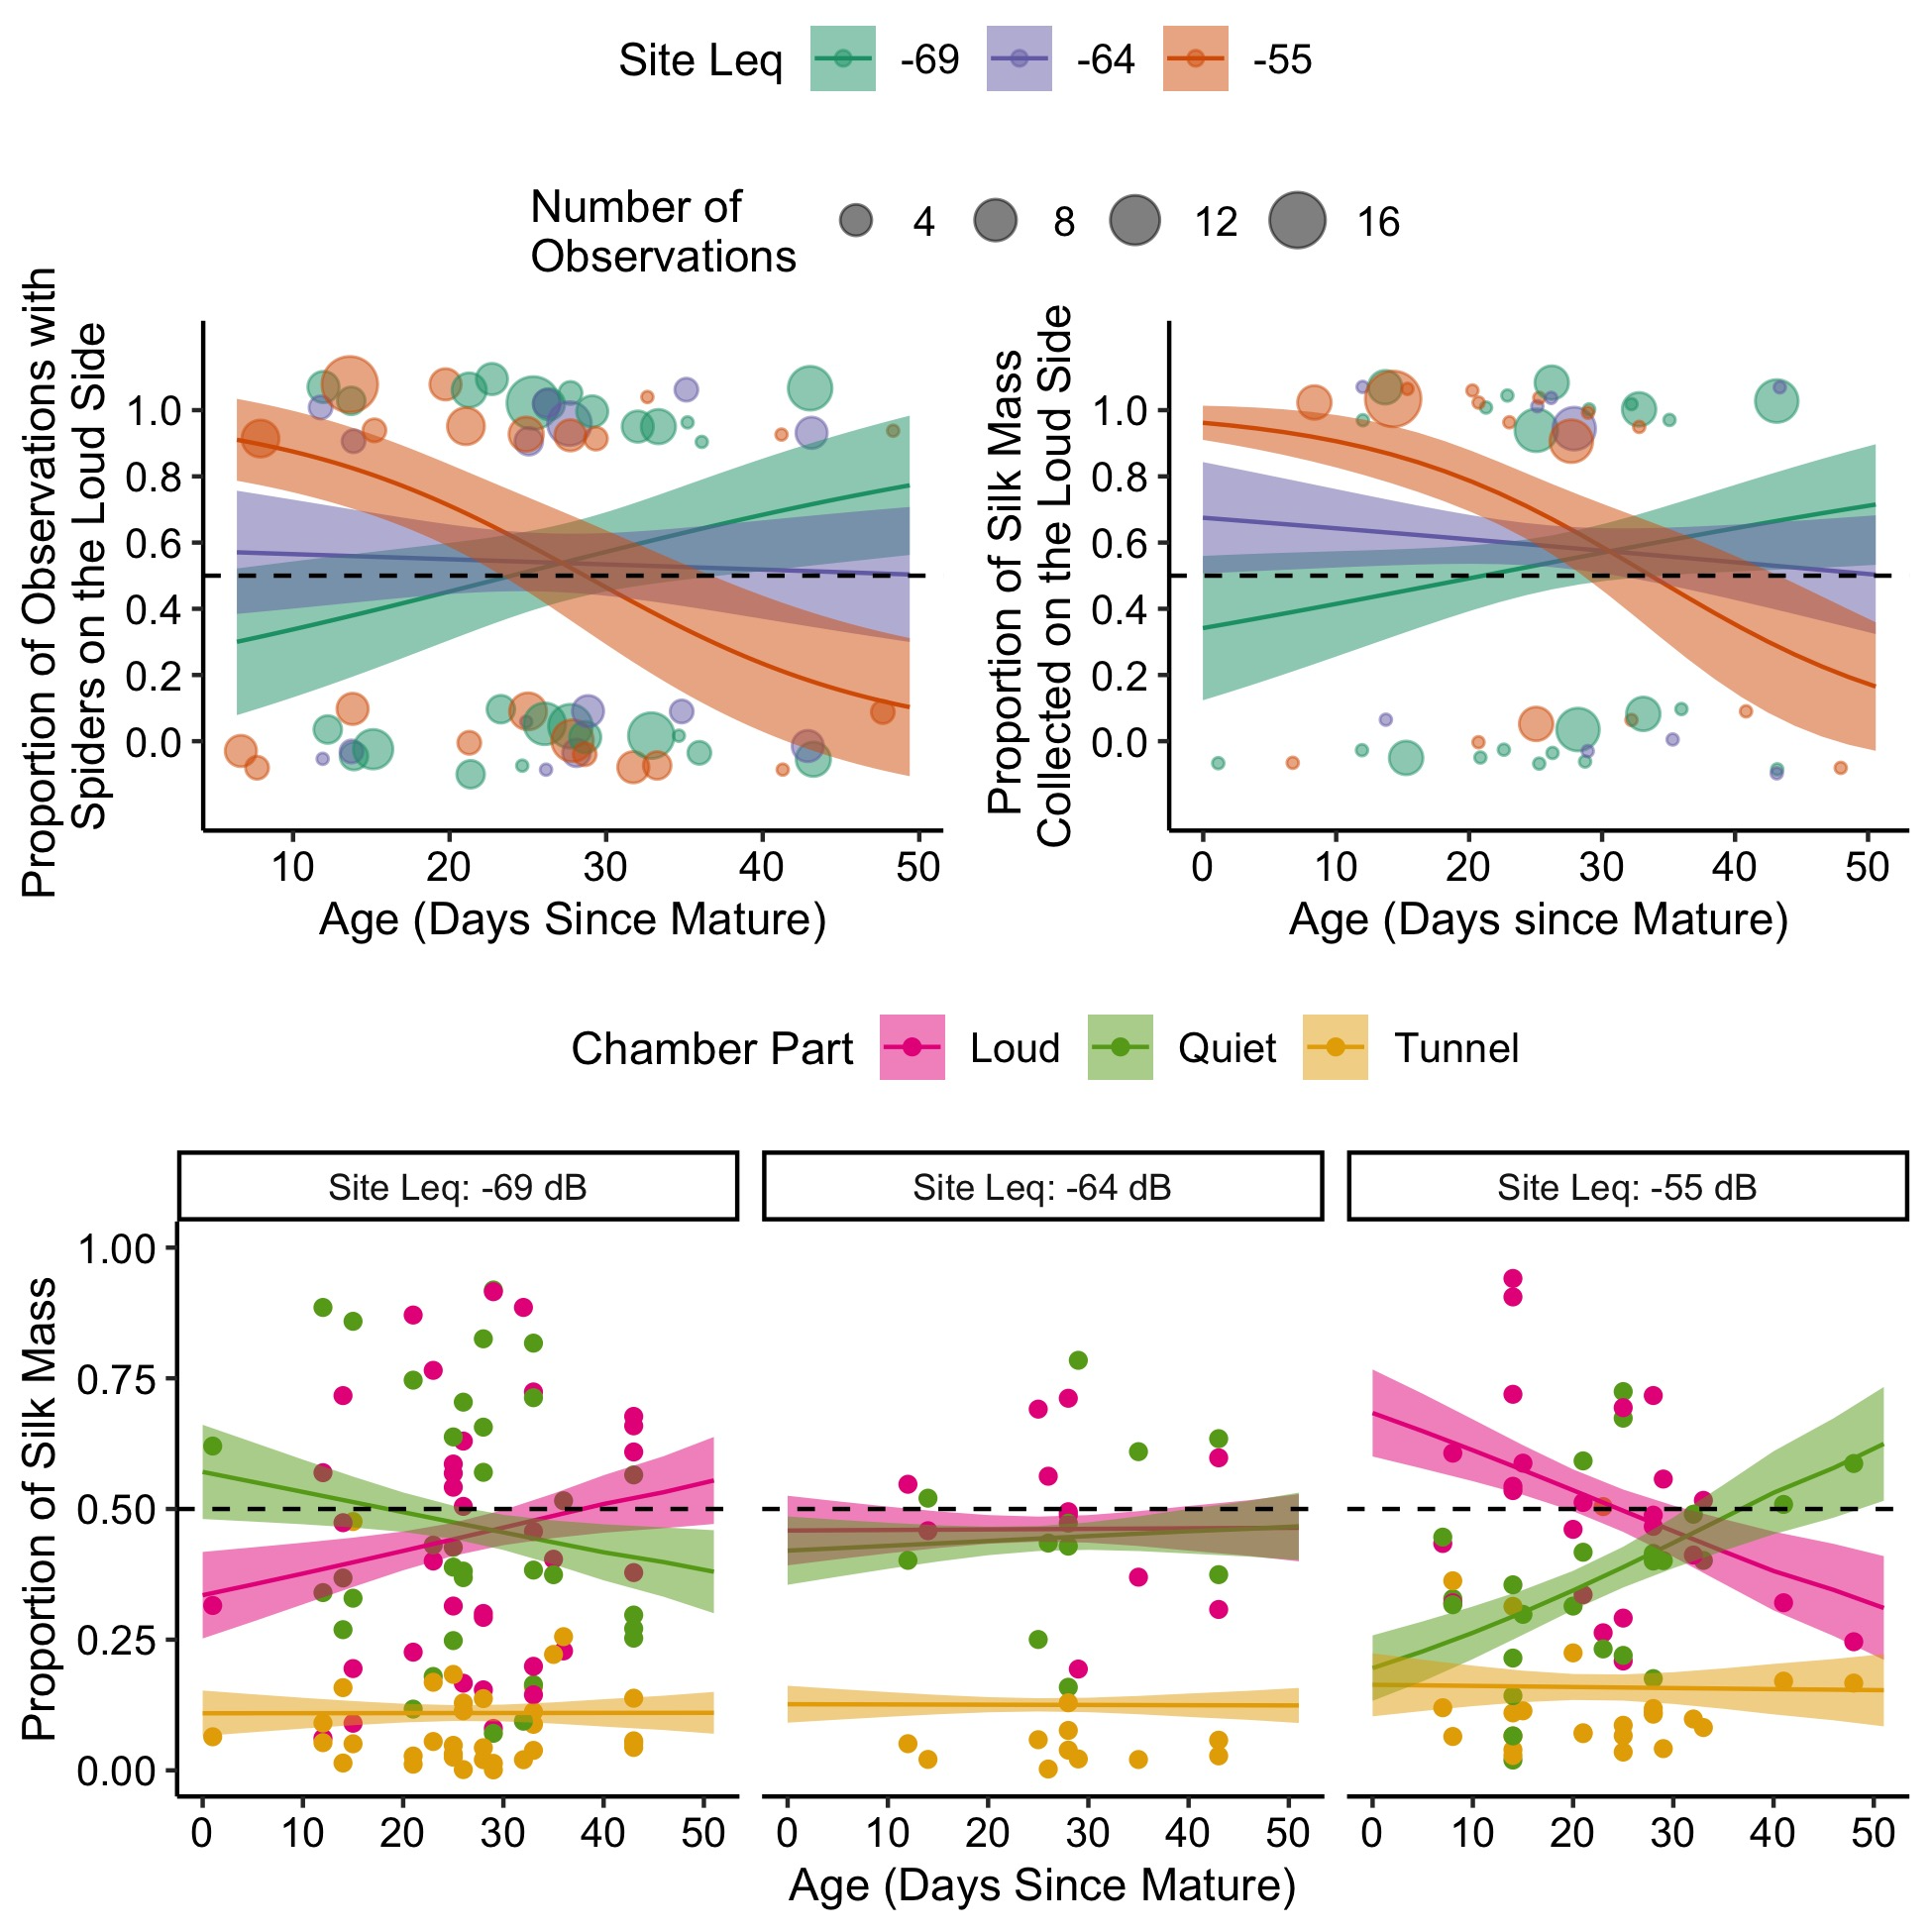 Site Leq -69 -64 -55
Number of
Observations
4 8 12 16
Proportion of Observations with
Spiders on the Loud Side
1.0
0.8
0.6
0.4
0.2
0.0
10 20 30 40 50
Age (Days Since Mature)
Proportion of Silk Mass
Collected on the Loud Side
1.0
0.8
0.6
0.4
0.2
0.0
0 10 20 30 40 50
Age (Days since Mature)
Chamber Part Loud Quiet Tunnel
Site Leq: -69 dB
Site Leq: -64 dB
Site Leq: -55 dB
Proportion of Silk Mass
1.00
0.75
0.50
0.25
0.00
0 10 20 30 40 50
0 10 20 30 40 50
0 10 20 30 40 50
Age (Days Since Mature)